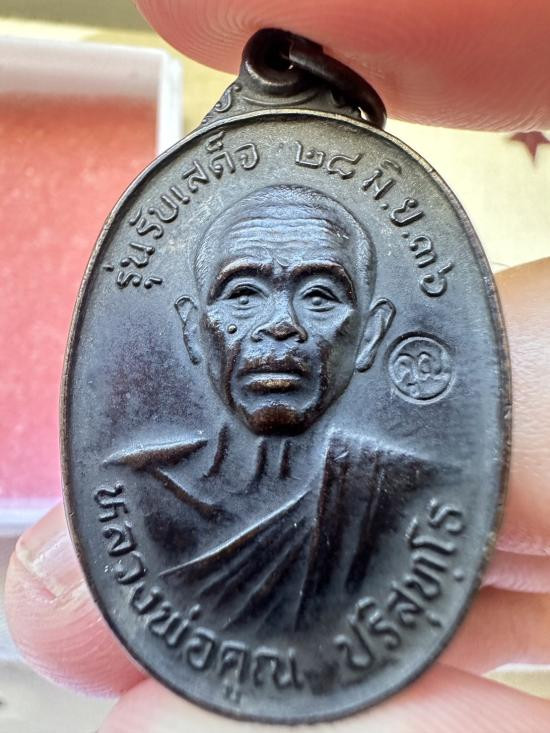 รุ่นรับเสด็จ ๒๘ มิ.ย.๓๖
คูณ
หลวงพ่อคูณ ปริสุทฺโธ